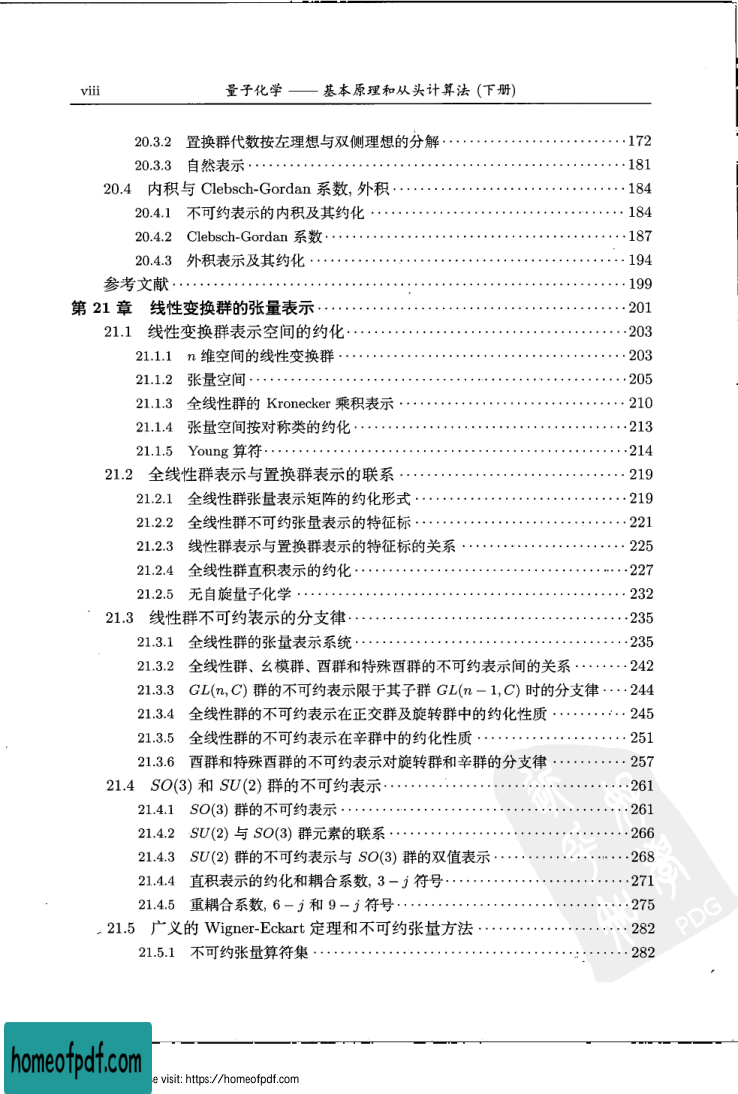 viii 量子化学 —— 基本原理和从头计算法 (下册)
20.3.2 置换群代数按左理想与双侧理想的分解····························172
20.3.3 自然表示····························181
20.4 内积与 Clebsch-Gordan 系数, 外积····························184
20.4.1 不可约表示的内积及其约化····························184
20.4.2 Clebsch-Gordan 系数····························187
20.4.3 外积表示及其约化····························194
参考文献····························199
第 21 章 线性变换群的张量表示····························201
21.1 线性变换群表示空间的约化····························203
21.1.1 n 维空间的线性变换群····························203
21.1.2 张量空间····························205
21.1.3 全线性群的 Kronecker 乘积表示····························210
21.1.4 张量空间按对称类的约化····························213
21.1.5 Young 算符····························214
21.2 全线性群表示与置换群表示的联系····························219
21.2.1 全线性群张量表示矩阵的约化形式····························219
21.2.2 全线性群不可约张量表示的特征标····························221
21.2.3 线性群表示与置换群表示的特征标的关系····························225
21.2.4 全线性群直积表示的约化····························227
21.2.5 无自旋量子化学····························232
21.3 线性群不可约表示的分支律····························235
21.3.1 全线性群的张量表示系统····························235
21.3.2 全线性群、幺模群、酉群和特殊酉群的不可约表示间的关系········242
21.3.3 GL(n, C) 群的不可约表示限于其子群 GL(n − 1, C) 时的分支律····244
21.3.4 全线性群的不可约表示在正交群及旋转群中的约化性质··········245
21.3.5 全线性群的不可约表示在辛群中的约化性质····················251
21.3.6 酉群和特殊酉群的不可约表示对旋转群和辛群的分支律··········257
21.4 SO(3) 和 SU(2) 群的不可约表示····························261
21.4.1 SO(3) 群的不可约表示····························261
21.4.2 SU(2) 与 SO(3) 群元素的联系····························266
21.4.3 SU(2) 群的不可约表示与 SO(3) 群的双值表示····················268
21.4.4 直积表示的约化和耦合系数, 3 − j 符号····························271
21.4.5 重耦合系数, 6 − j 和 9 − j 符号····························275
21.5 广义的 Wigner-Eckart 定理和不可约张量方法····················282
21.5.1 不可约张量算符集····························282
PDG
homeofpdf.com
e visit: https://homeofpdf.com